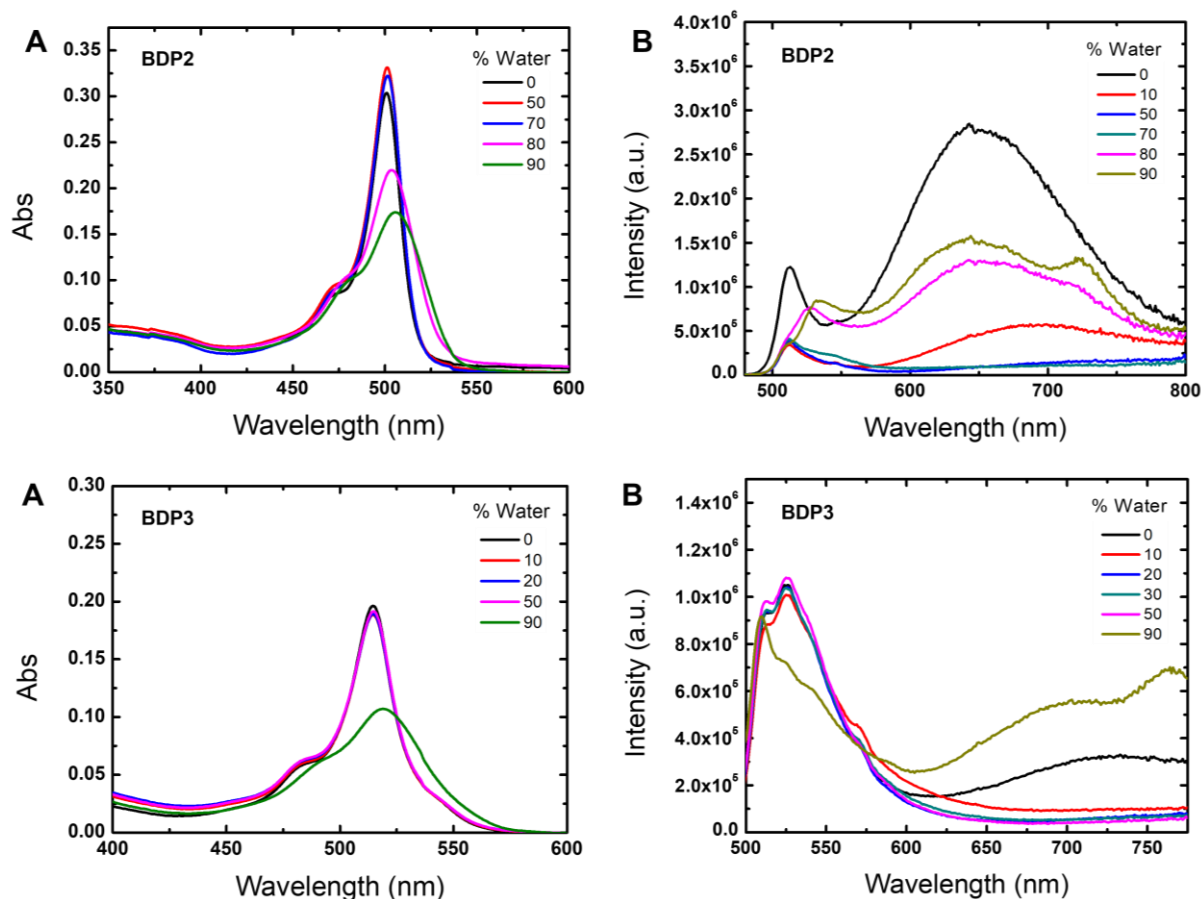 A
BDP2
% Water
0
50
70
80
90
Abs
0.35
0.30
0.25
0.20
0.15
0.10
0.05
0.00
350 400 450 500 550 600
Wavelength (nm)
B
BDP2
% Water
0
10
50
70
80
90
Intensity (a.u.)
4.0x10⁶
3.5x10⁶
3.0x10⁶
2.5x10⁶
2.0x10⁶
1.5x10⁶
1.0x10⁶
5.0x10⁵
0.0
500 600 700 800
Wavelength (nm)
A
BDP3
% Water
0
10
20
50
90
Abs
0.30
0.25
0.20
0.15
0.10
0.05
0.00
400 450 500 550 600
Wavelength (nm)
B
BDP3
% Water
0
10
20
30
50
90
Intensity (a.u.)
1.4x10⁶
1.2x10⁶
1.0x10⁶
8.0x10⁵
6.0x10⁵
4.0x10⁵
2.0x10⁵
0.0
500 550 600 650 700 750
Wavelength (nm)